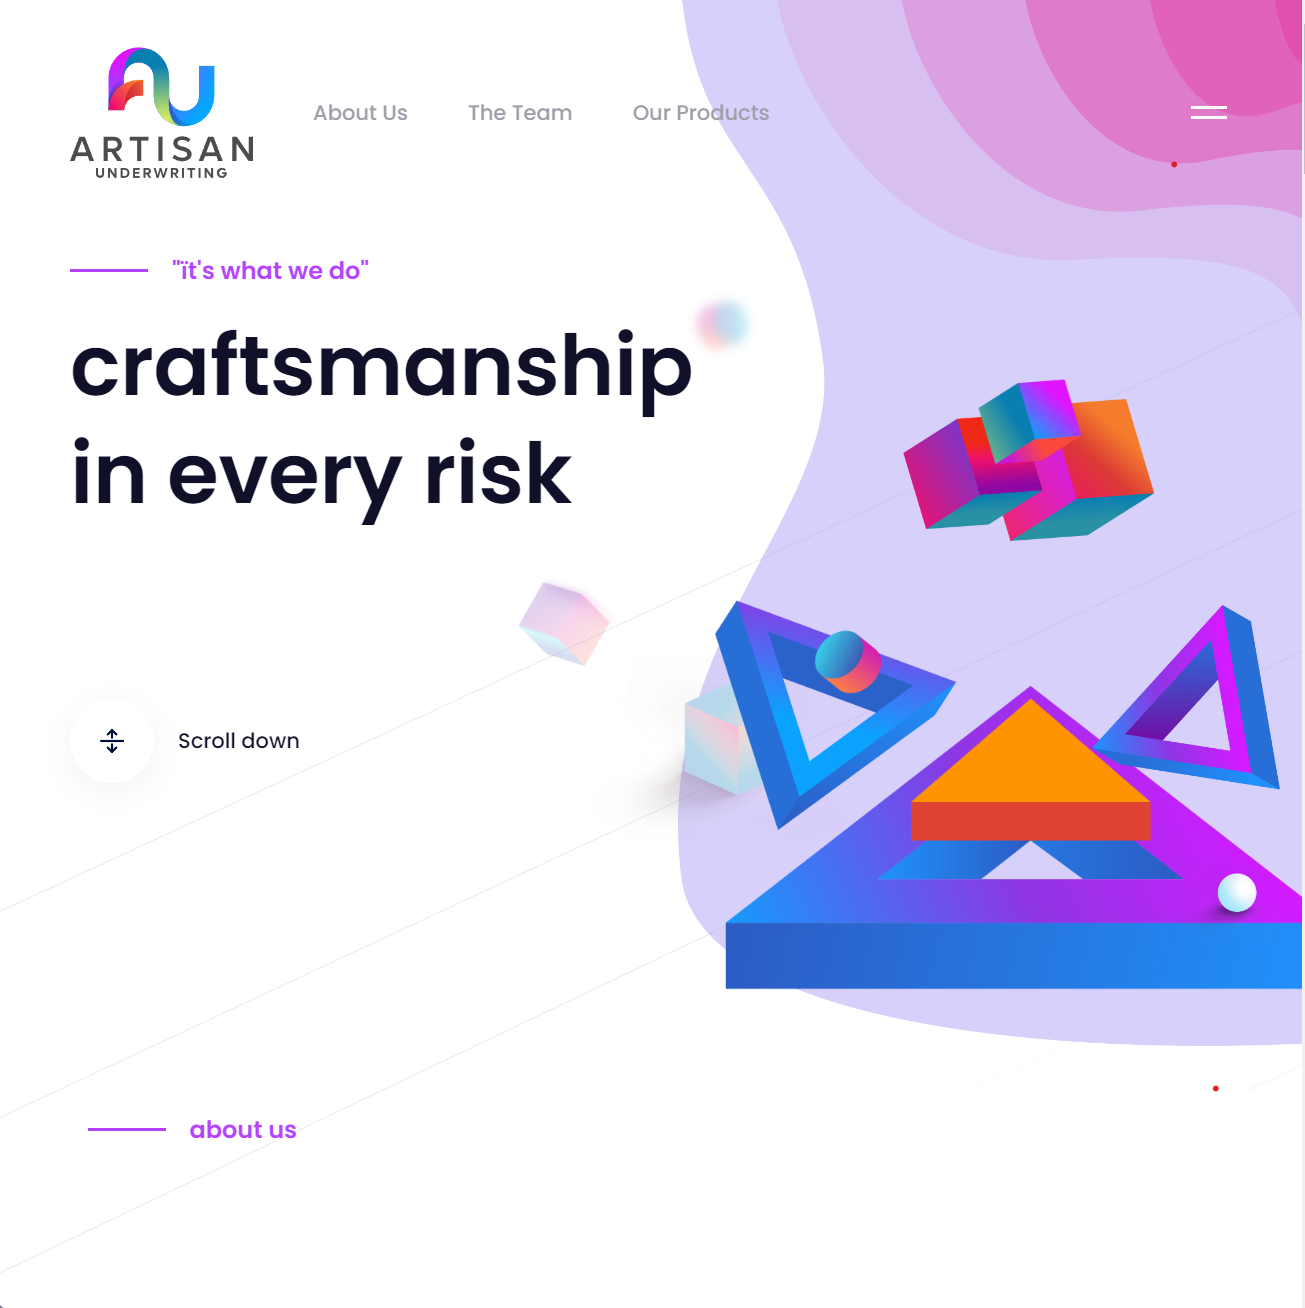 ARTISAN
UNDERWRITING
About Us
The Team
Our Products
"ït's what we do"
craftsmanship
in every risk
Scroll down
about us